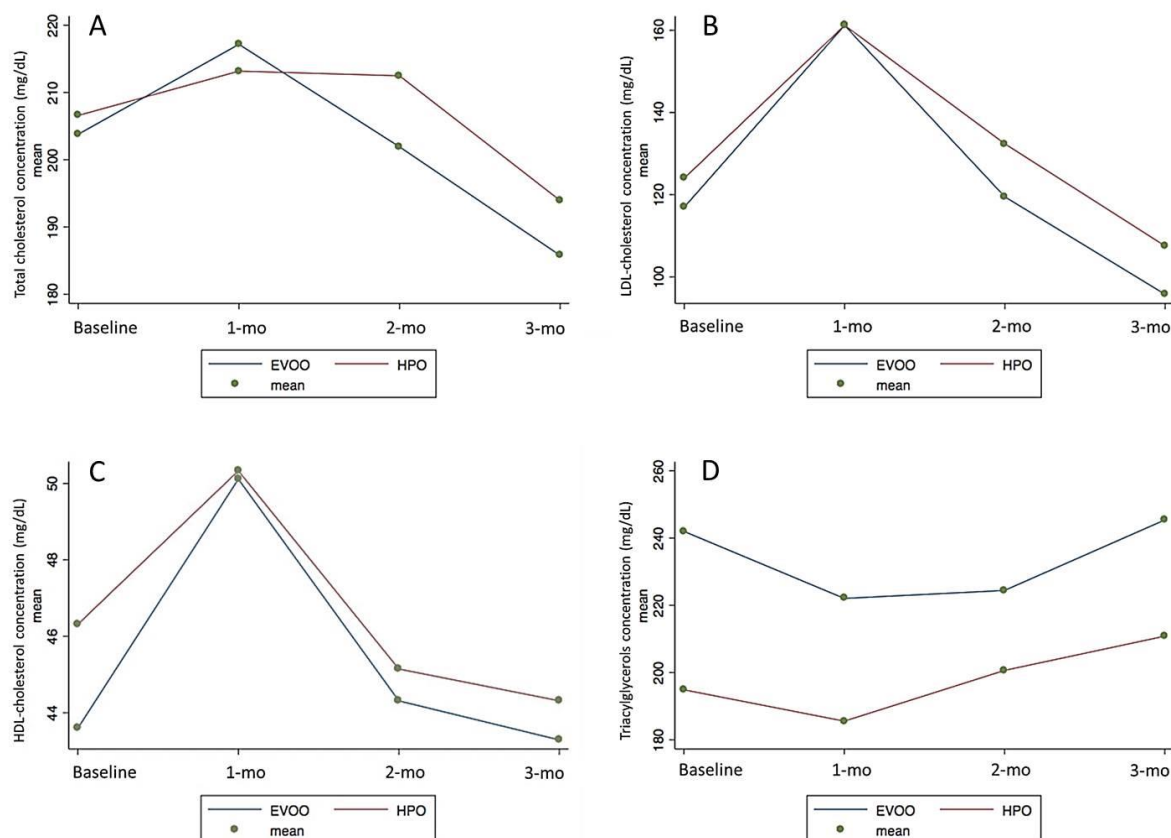 A
Total cholesterol concentration (mg/dL)
mean
220
210
200
190
180
Baseline 1-mo 2-mo 3-mo
EVOO HPO
mean
B
LDL-cholesterol concentration (mg/dL)
mean
160
140
120
100
Baseline 1-mo 2-mo 3-mo
EVOO HPO
mean
C
HDL-cholesterol concentration (mg/dL)
mean
50
48
46
44
Baseline 1-mo 2-mo 3-mo
EVOO HPO
mean
D
Triacylglycerols concentration (mg/dL)
mean
260
240
220
200
180
Baseline 1-mo 2-mo 3-mo
EVOO HPO
mean